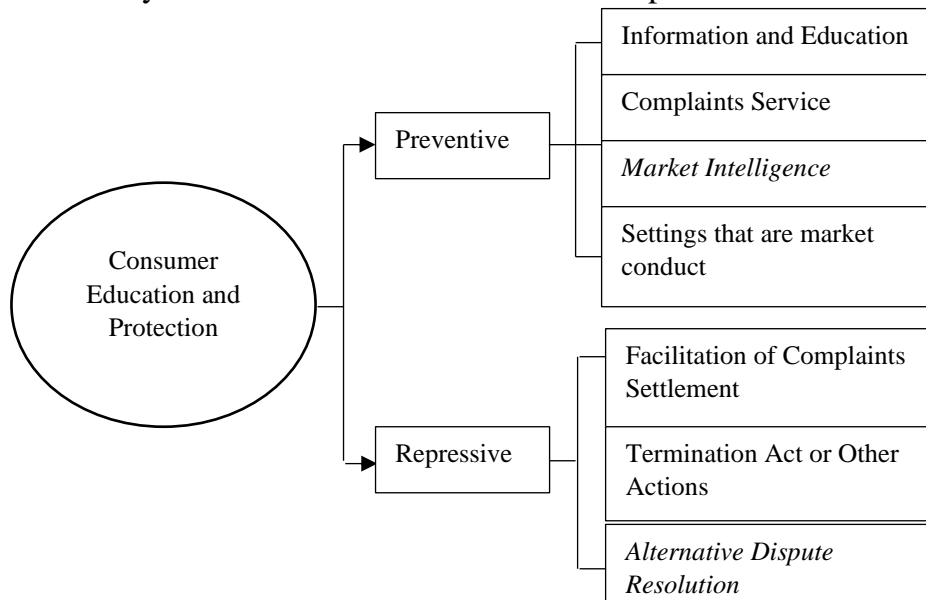 Information and Education
Complaints Service
Market Intelligence
Settings that are market
conduct
Preventive
Consumer
Education and
Protection
Facilitation of Complaints
Settlement
Repressive
Termination Act or Other
Actions
Alternative Dispute
Resolution